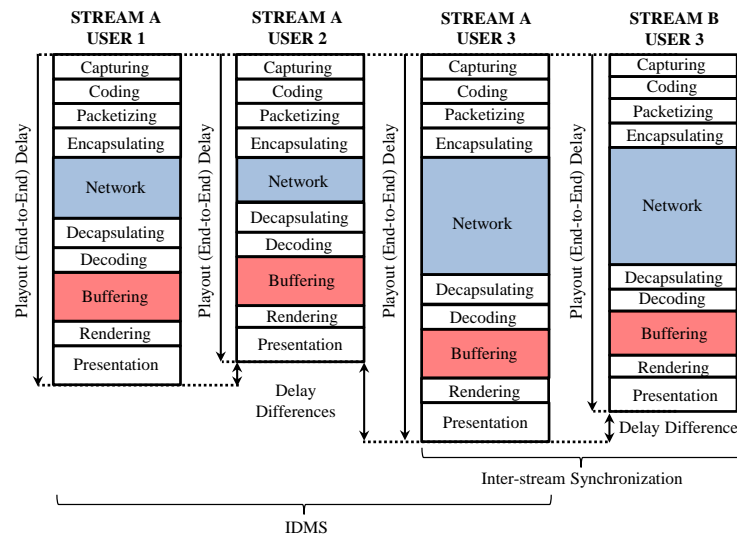 STREAM A
USER 1
STREAM A
USER 2
STREAM A
USER 3
STREAM B
USER 3
Playout (End-to-End) Delay
Capturing
Coding
Packetizing
Encapsulating
Network
Decapsulating
Decoding
Buffering
Rendering
Presentation
Playout (End-to-End) Delay
Capturing
Coding
Packetizing
Encapsulating
Network
Decapsulating
Decoding
Buffering
Rendering
Presentation
Delay
Differences
Playout (End-to-End) Delay
Capturing
Coding
Packetizing
Encapsulating
Network
Decapsulating
Decoding
Buffering
Rendering
Presentation
Playout (End-to-End) Delay
Capturing
Coding
Packetizing
Encapsulating
Network
Decapsulating
Decoding
Buffering
Rendering
Presentation
Delay Difference
Inter-stream Synchronization
IDMS